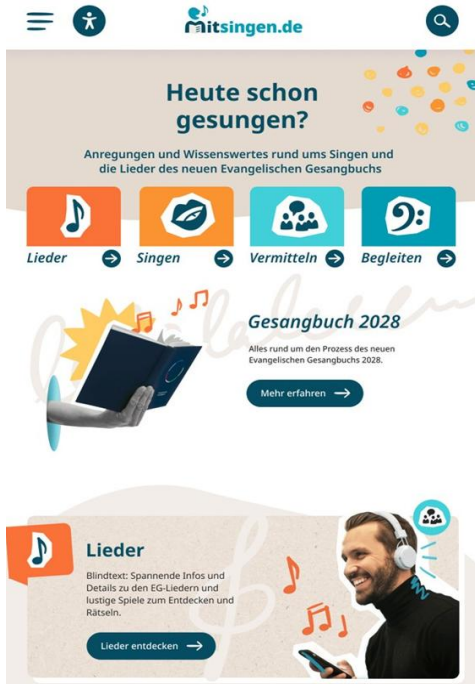 mitsingen.de
Heute schon
gesungen?
Anregungen und Wissenswertes rund ums Singen und
die Lieder des neuen Evangelischen Gesangbuchs
Lieder
Singen
Vermitteln
Begleiten
Gesangbuch 2028
Alles rund um den Prozess des neuen
Evangelischen Gesangbuchs 2028.
Mehr erfahren
Lieder
Blindtext: Spannende Infos und
Details zu den EG-Liedern und
lustige Spiele zum Entdecken und
Rätseln.
Lieder entdecken